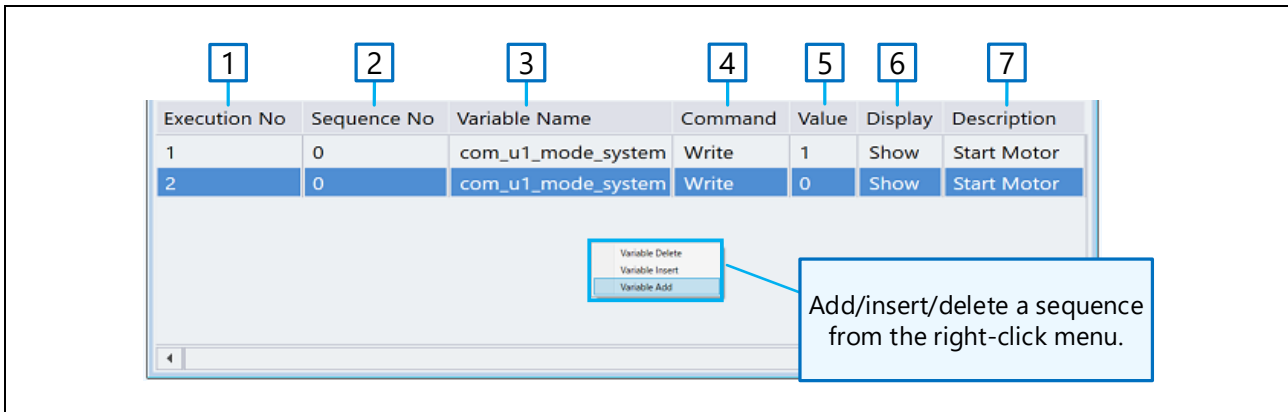 1 2 3 4 5 6 7
Execution No Sequence No Variable Name Command Value Display Description
1 0 com_u1_mode_system Write 1 Show Start Motor
2 0 com_u1_mode_system Write 0 Show Start Motor
Variable Delete
Variable Insert
Variable Add
Add/insert/delete a sequence
from the right-click menu.